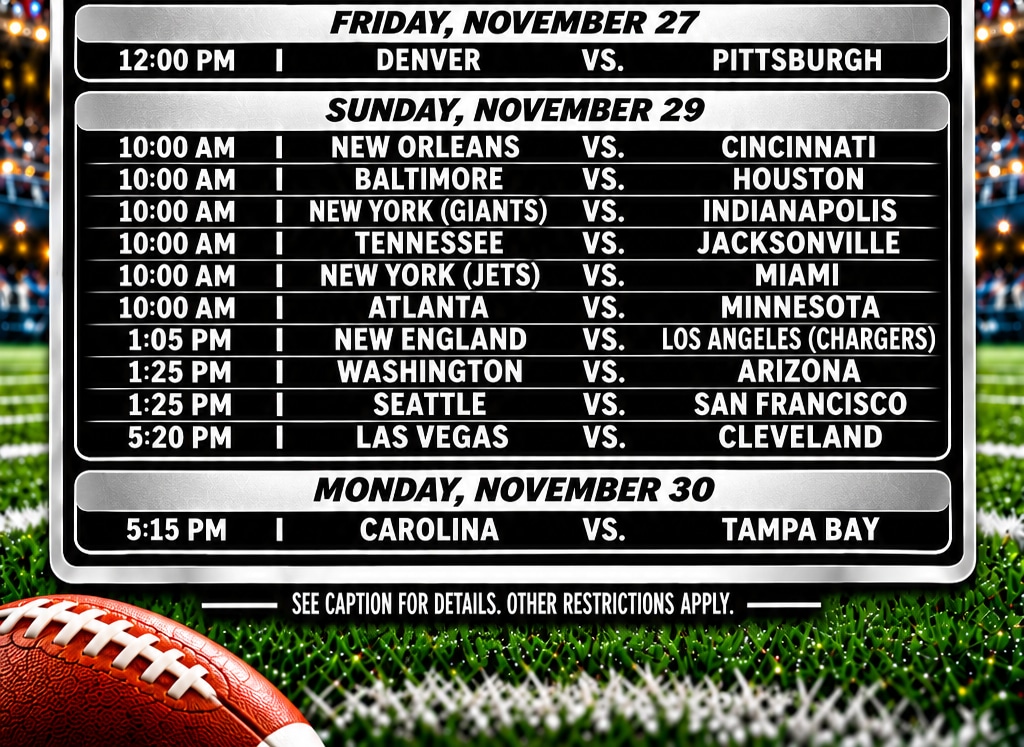 FRIDAY, NOVEMBER 27
12:00 PM | DENVER VS. PITTSBURGH
SUNDAY, NOVEMBER 29
10:00 AM | NEW ORLEANS VS. CINCINNATI
10:00 AM | BALTIMORE VS. HOUSTON
10:00 AM | NEW YORK (GIANTS) VS. INDIANAPOLIS
10:00 AM | TENNESSEE VS. JACKSONVILLE
10:00 AM | NEW YORK (JETS) VS. MIAMI
10:00 AM | ATLANTA VS. MINNESOTA
1:05 PM | NEW ENGLAND VS. LOS ANGELES (CHARGERS)
1:25 PM | WASHINGTON VS. ARIZONA
1:25 PM | SEATTLE VS. SAN FRANCISCO
5:20 PM | LAS VEGAS VS. CLEVELAND
MONDAY, NOVEMBER 30
5:15 PM | CAROLINA VS. TAMPA BAY
SEE CAPTION FOR DETAILS. OTHER RESTRICTIONS APPLY.